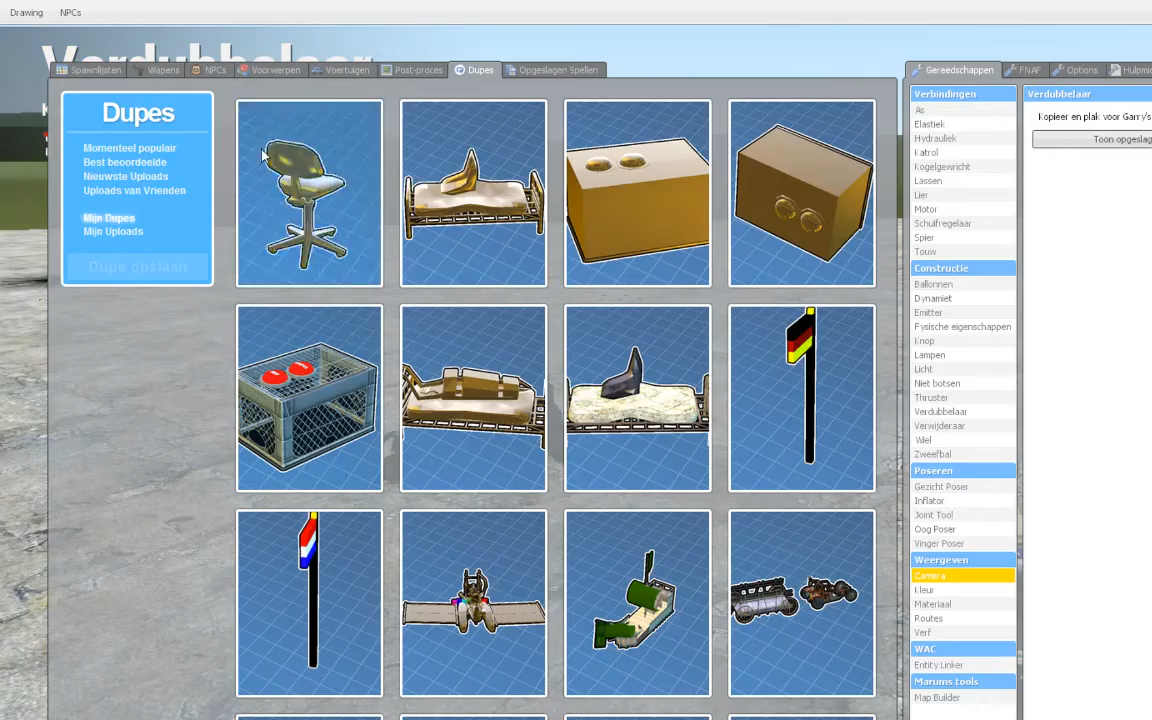 Drawing NPCs
Verdubbelaar
Spawnlijsten Wapens NPCs Voorwerpen Voertuigen Post-proces Dupes Opgeslagen Spellen
Dupes
Momenteel populair
Best beoordeelde
Nieuwste Uploads
Uploads van Vrienden
Mijn Dupes
Mijn Uploads
Dupe opslaan
Gereedschappen FNAF Options Hulpmid
Verbindingen
As
Elastiek
Hydrauliek
Katrol
Kogelgewricht
Lassen
Lier
Motor
Schuifregelaar
Spier
Touw
Constructie
Ballonnen
Dynamiet
Emitter
Fysische eigenschappen
Knop
Lampen
Licht
Niet botsen
Thruster
Verdubbelaar
Verwijderaar
Wiel
Zweefbal
Poseren
Gezicht Poser
Inflator
Joint Tool
Oog Poser
Vinger Poser
Weergeven
Camera
Kleur
Materiaal
Routes
Verf
WAC
Entity Linker
Marums tools
Map Builder
Verdubbelaar
Kopieer en plak voor Garry's
Toon opgeslag